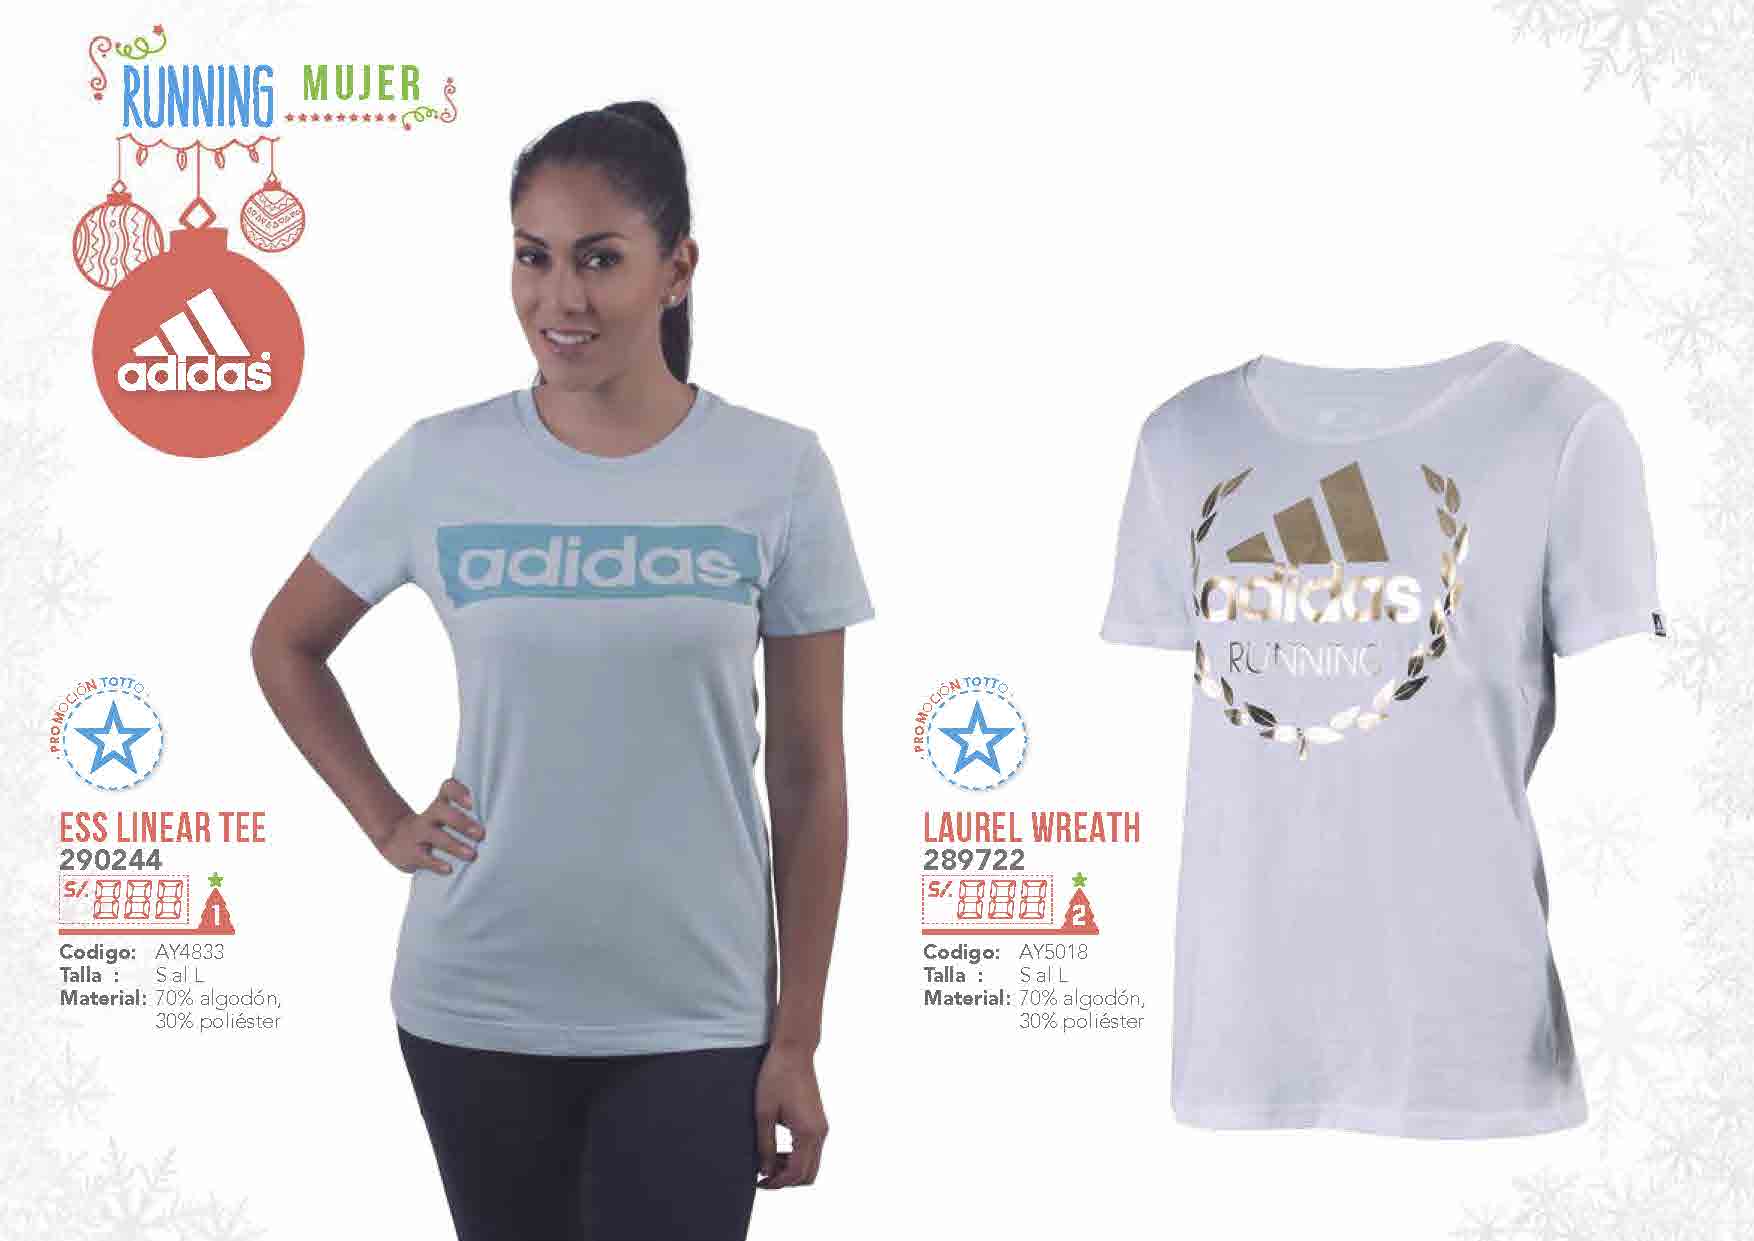 RUNNING MUJER
adidas
adidas
adidas
RUNNING
· PROMOCIÓN TOTTO ·
ESS LINEAR TEE
290244
S/. 888
1
Codigo: AY4833
Talla : S al L
Material: 70% algodón,
30% poliéster
· PROMOCIÓN TOTTO ·
LAUREL WREATH
289722
S/. 888
2
Codigo: AY5018
Talla : S al L
Material: 70% algodón,
30% poliéster